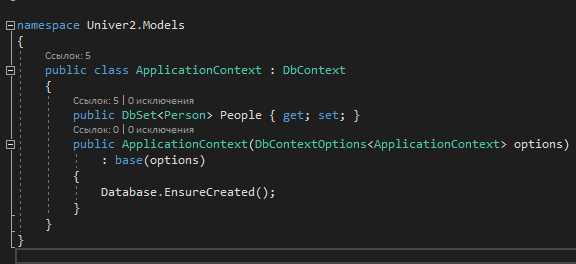 namespace Univer2.Models
{
Ссылок: 5
public class ApplicationContext : DbContext
{
Ссылок: 5 | 0 исключения
public DbSet<Person> People { get; set; }
Ссылок: 0 | 0 исключения
public ApplicationContext(DbContextOptions<ApplicationContext> options)
: base(options)
{
Database.EnsureCreated();
}
}
}